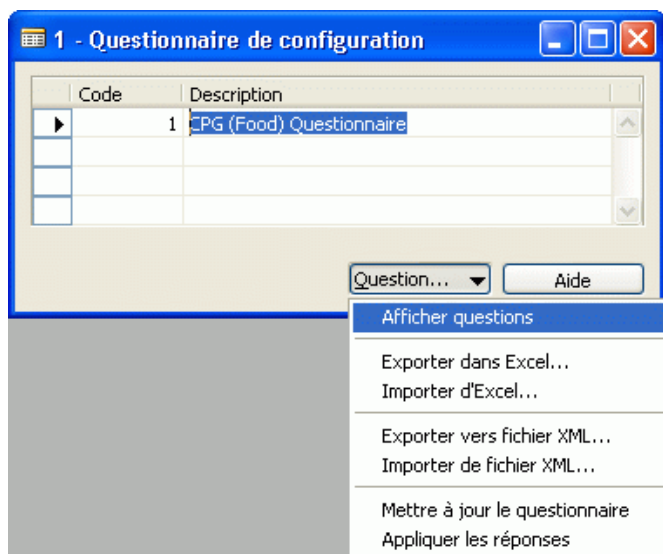 1 - Questionnaire de configuration
Code Description
1 CPG (Food) Questionnaire
Question... Aide
Afficher questions
Exporter dans Excel...
Importer d'Excel...
Exporter vers fichier XML...
Importer de fichier XML...
Mettre à jour le questionnaire
Appliquer les réponses